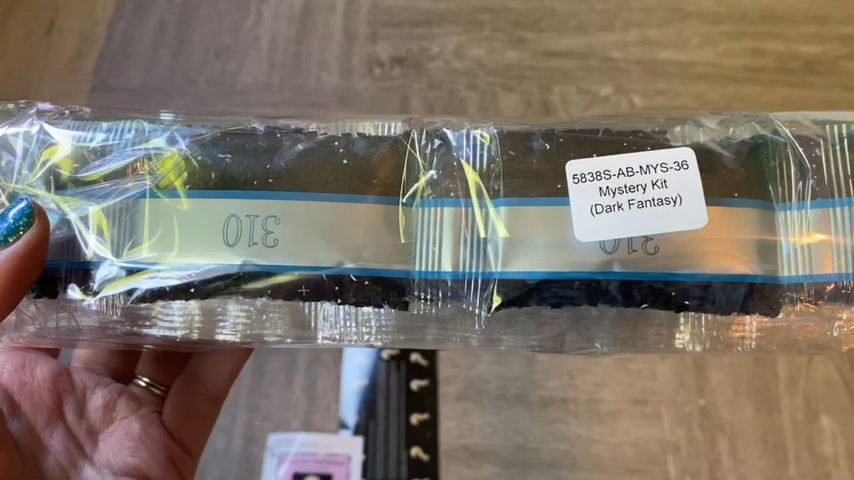 5838S-AB-MYS-36
Mystery Kit
(Dark Fantasy)
310
310